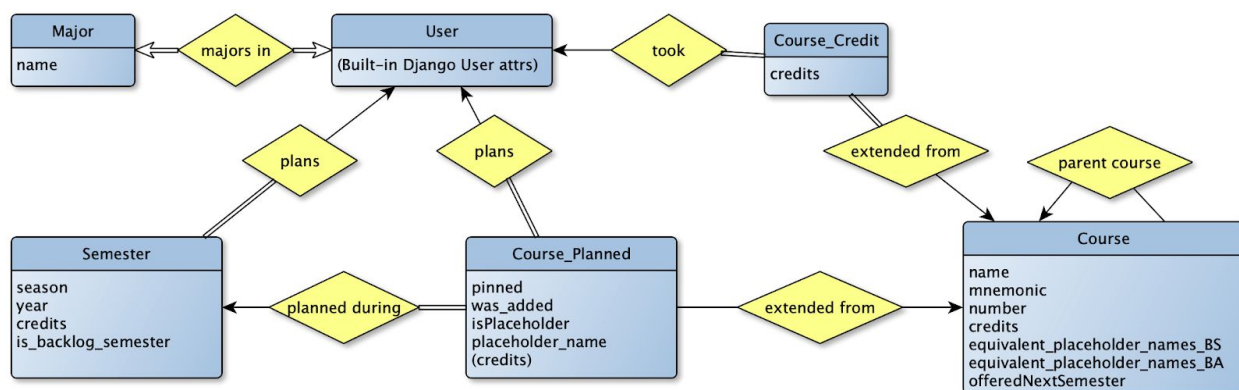 Major
name
majors in
User
(Built-in Django User attrs)
took
Course_Credit
credits
plans
plans
extended from
parent course
Semester
season
year
credits
is_backlog_semester
planned during
Course_Planned
pinned
was_added
isPlaceholder
placeholder_name
(credits)
extended from
Course
name
mnemonic
number
credits
equivalent_placeholder_names_BS
equivalent_placeholder_names_BA
offeredNextSemester